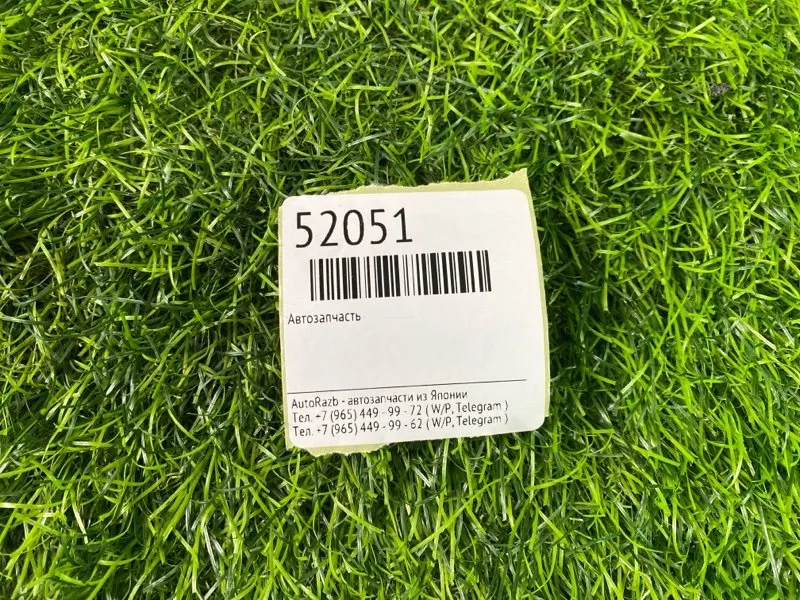 52051
Автозапчасть
AutoRazb - автозапчасти из Японии
Тел. +7 (965) 449 - 99 - 72 ( W/P, Telegram )
Тел. +7 (965) 449 - 99 - 62 ( W/P, Telegram )